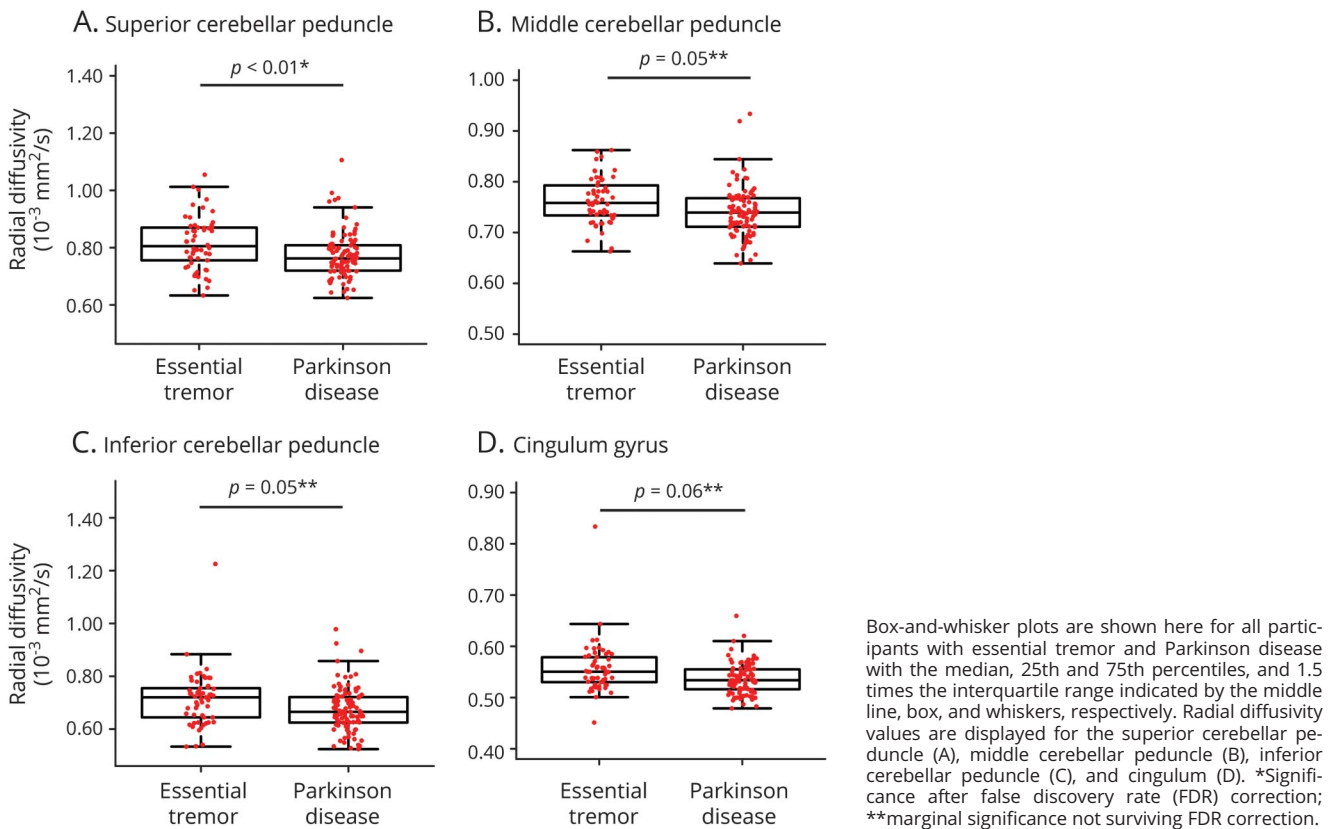 A. Superior cerebellar peduncle
p < 0.01*
Radial diffusivity
(10⁻³ mm²/s)
1.40
1.20
1.00
0.80
0.60
Essential
tremor
Parkinson
disease
B. Middle cerebellar peduncle
p = 0.05**
1.00
0.90
0.80
0.70
0.60
0.50
Essential
tremor
Parkinson
disease
C. Inferior cerebellar peduncle
p = 0.05**
Radial diffusivity
(10⁻³ mm²/s)
1.40
1.20
1.00
0.80
0.60
Essential
tremor
Parkinson
disease
D. Cingulum gyrus
p = 0.06**
0.90
0.80
0.70
0.60
0.50
0.40
Essential
tremor
Parkinson
disease
Box-and-whisker plots are shown here for all partic-
ipants with essential tremor and Parkinson disease
with the median, 25th and 75th percentiles, and 1.5
times the interquartile range indicated by the middle
line, box, and whiskers, respectively. Radial diffusivity
values are displayed for the superior cerebellar pe-
duncle (A), middle cerebellar peduncle (B), inferior
cerebellar peduncle (C), and cingulum (D). *Signifi-
cance after false discovery rate (FDR) correction;
**marginal significance not surviving FDR correction.